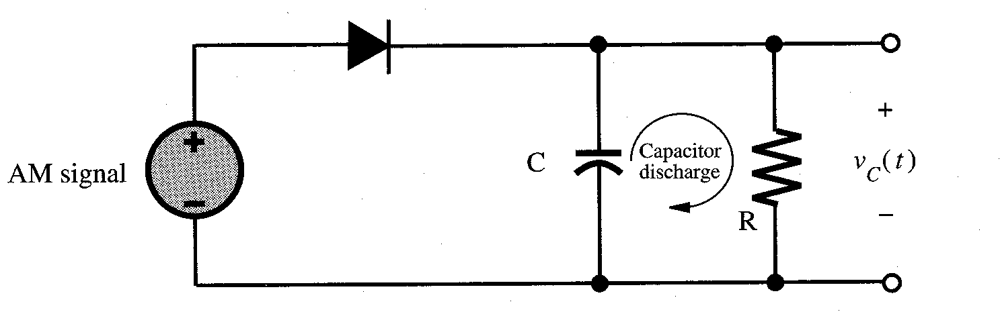 +
AM signal
−
C
Capacitor
discharge
R
+
v_C(t)
−